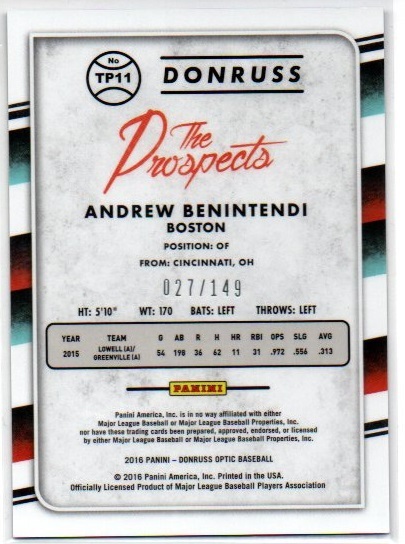 No
TP11
DONRUSS
The
Prospects
ANDREW BENINTENDI
BOSTON
POSITION: OF
FROM: CINCINNATI, OH
027/149
HT: 5'10" WT: 170 BATS: LEFT THROWS: LEFT
YEAR TEAM G AB R H HR RBI OPS SLG AVG
2015 LOWELL (A)/ GREENVILLE (A) 54 198 36 62 11 31 .972 .556 .313
PANINI
Panini America, Inc. is in no way affiliated with either
Major League Baseball or Major League Baseball Properties, Inc.
nor have these trading cards been prepared, approved, endorsed, or licensed
by either Major League Baseball or Major League Baseball Properties, Inc.
2016 PANINI – DONRUSS OPTIC BASEBALL
© 2016 Panini America, Inc. Printed in the USA.
Officially Licensed Product of Major League Baseball Players Association